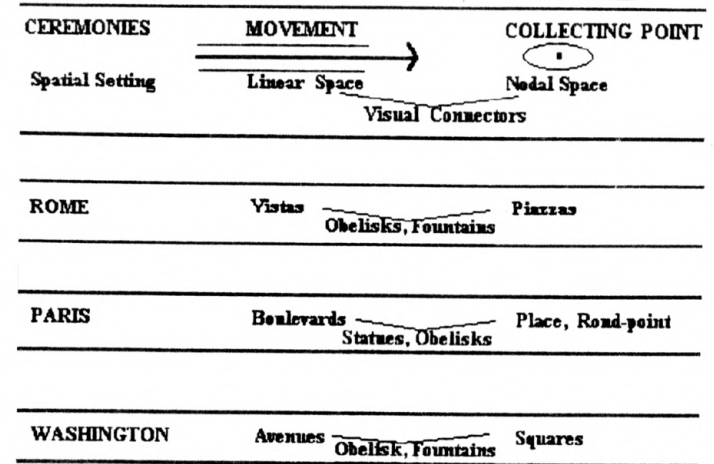 CEREMONIES MOVEMENT COLLECTING POINT
Spatial Setting Linear Space Nodal Space
Visual Connectors
ROME Vistas Piazzas
Obelisks, Fountains
PARIS Boulevards Place, Rond-point
Statues, Obelisks
WASHINGTON Avenues Squares
Obelisk, Fountains